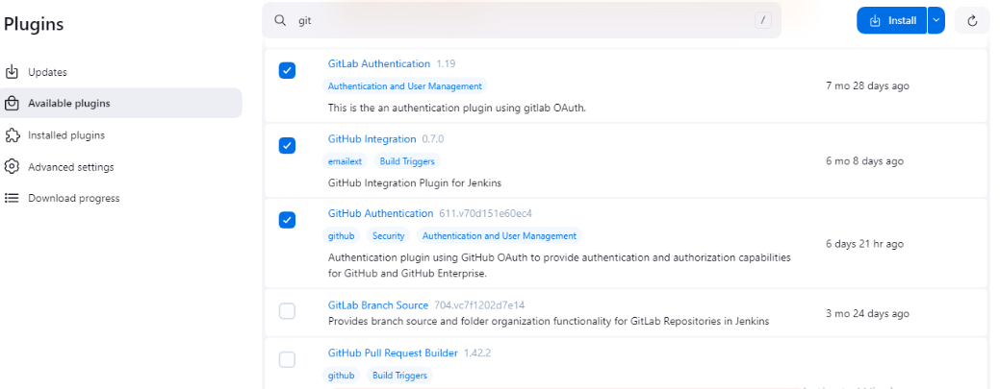 Plugins
git
/
Install
Updates
Available plugins
Installed plugins
Advanced settings
Download progress
GitLab Authentication 1.19
Authentication and User Management
This is the an authentication plugin using gitlab OAuth.
7 mo 28 days ago
GitHub Integration 0.7.0
emailext Build Triggers
GitHub Integration Plugin for Jenkins
6 mo 8 days ago
GitHub Authentication 611.v70d151e60ec4
github Security Authentication and User Management
Authentication plugin using GitHub OAuth to provide authentication and authorization capabilities
for GitHub and GitHub Enterprise.
6 days 21 hr ago
GitLab Branch Source 704.vc7f1202d7e14
Provides branch source and folder organization functionality for GitLab Repositories in Jenkins
3 mo 24 days ago
GitHub Pull Request Builder 1.42.2
github Build Triggers